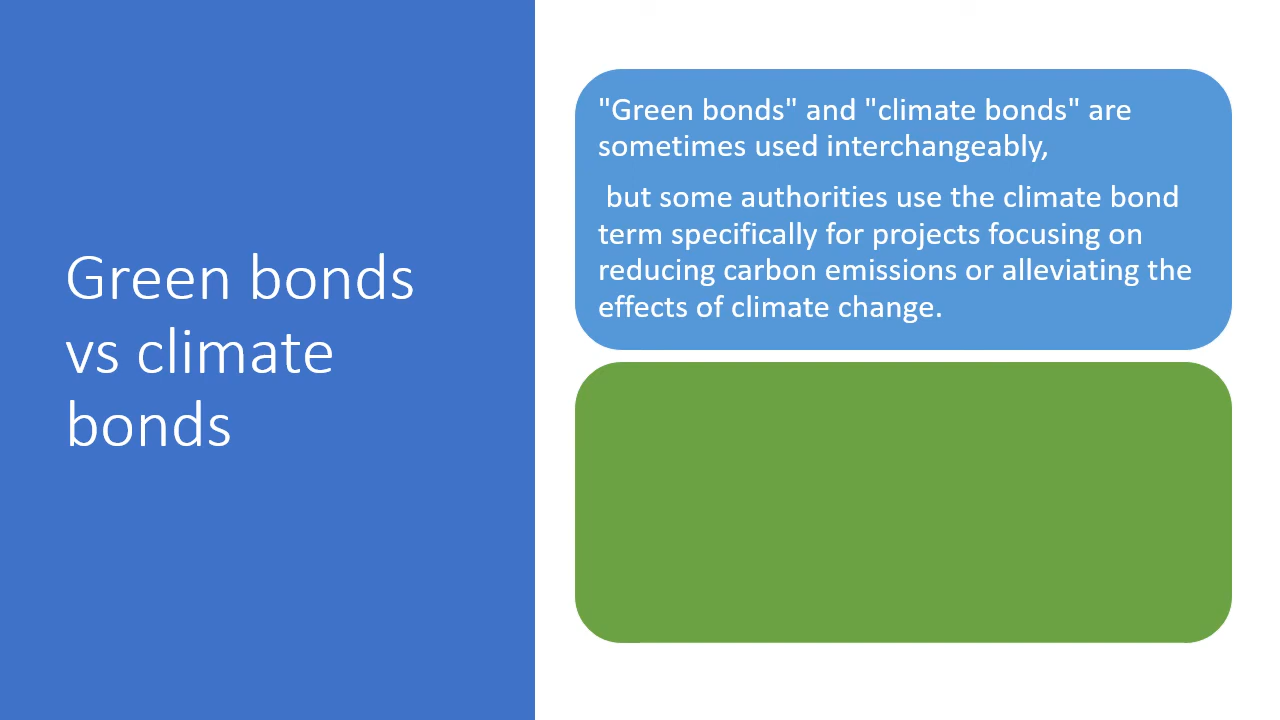 Green bonds
vs climate
bonds
"Green bonds" and "climate bonds" are
sometimes used interchangeably,
but some authorities use the climate bond
term specifically for projects focusing on
reducing carbon emissions or alleviating the
effects of climate change.